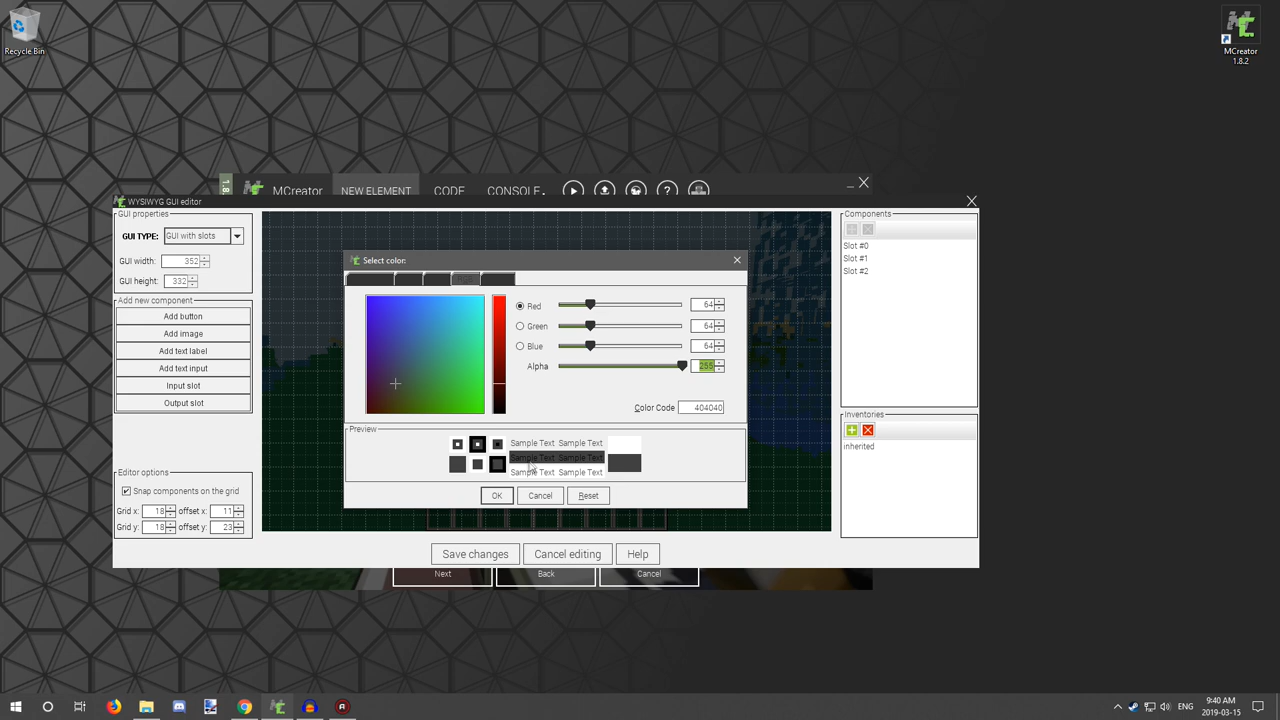 Recycle Bin
MCreator
1.8.2
1.8
MCreator
NEW ELEMENT
CODE
CONSOLE
WYSIWYG GUI editor
GUI properties
GUI TYPE: GUI with slots
GUI width: 352
GUI height: 332
Add new component
Add button
Add image
Add text label
Add text input
Input slot
Output slot
Editor options
Snap components on the grid
Grid x: 18 offset x: 11
Grid y: 18 offset y: 23
Select color:
RGB
Red 64
Green 64
Blue 64
Alpha 255
Color Code 404040
Preview
Sample Text Sample Text
Sample Text Sample Text
Sample Text Sample Text
OK Cancel Reset
Components
Slot #0
Slot #1
Slot #2
Inventories
inherited
Save changes Cancel editing Help
Next Back Cancel
ENG
9:40 AM
2019-03-15